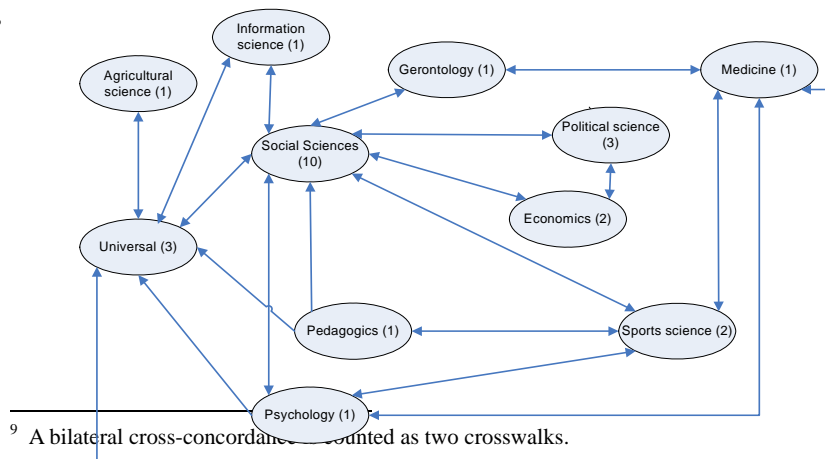 Information
science (1)
Agricultural
science (1)
Gerontology (1)
Medicine (1)
Political science
(3)
Social Sciences
(10)
Economics (2)
Universal (3)
Pedagogics (1)
Sports science (2)
Psychology (1)
9 A bilateral cross-concordance counted as two crosswalks.